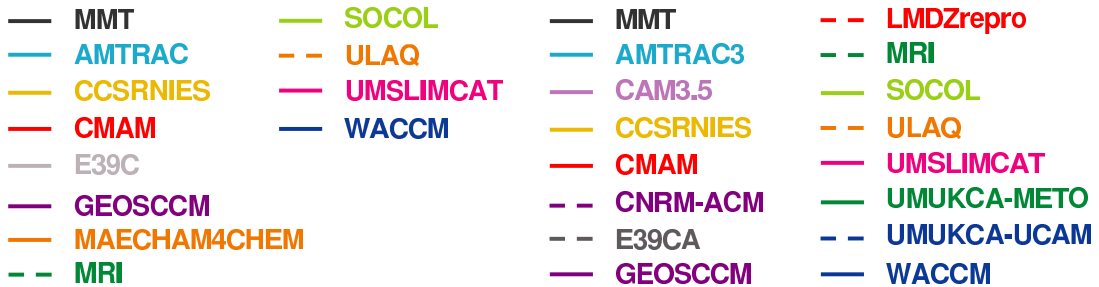 MMT
AMTRAC
CCSRNIES
CMAM
E39C
GEOSCCM
MAECHAM4CHEM
MRI
SOCOL
ULAQ
UMSLIMCAT
WACCM
MMT
AMTRAC3
CAM3.5
CCSRNIES
CMAM
CNRM-ACM
E39CA
GEOSCCM
LMDZrepro
MRI
SOCOL
ULAQ
UMSLIMCAT
UMUKCA-METO
UMUKCA-UCAM
WACCM